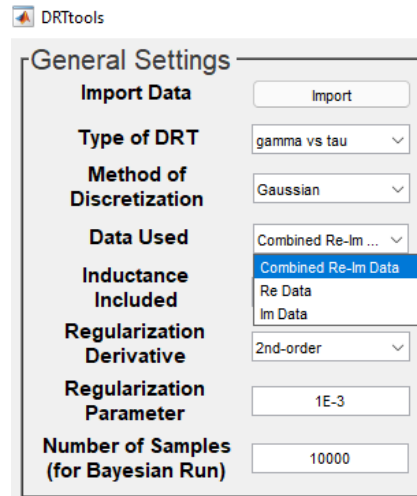 DRTtools
General Settings
Import Data
Import
Type of DRT
gamma vs tau
Method of
Discretization
Gaussian
Data Used
Combined Re-Im ...
Combined Re-Im Data
Re Data
Im Data
Inductance
Included
Regularization
Derivative
2nd-order
Regularization
Parameter
1E-3
Number of Samples
(for Bayesian Run)
10000